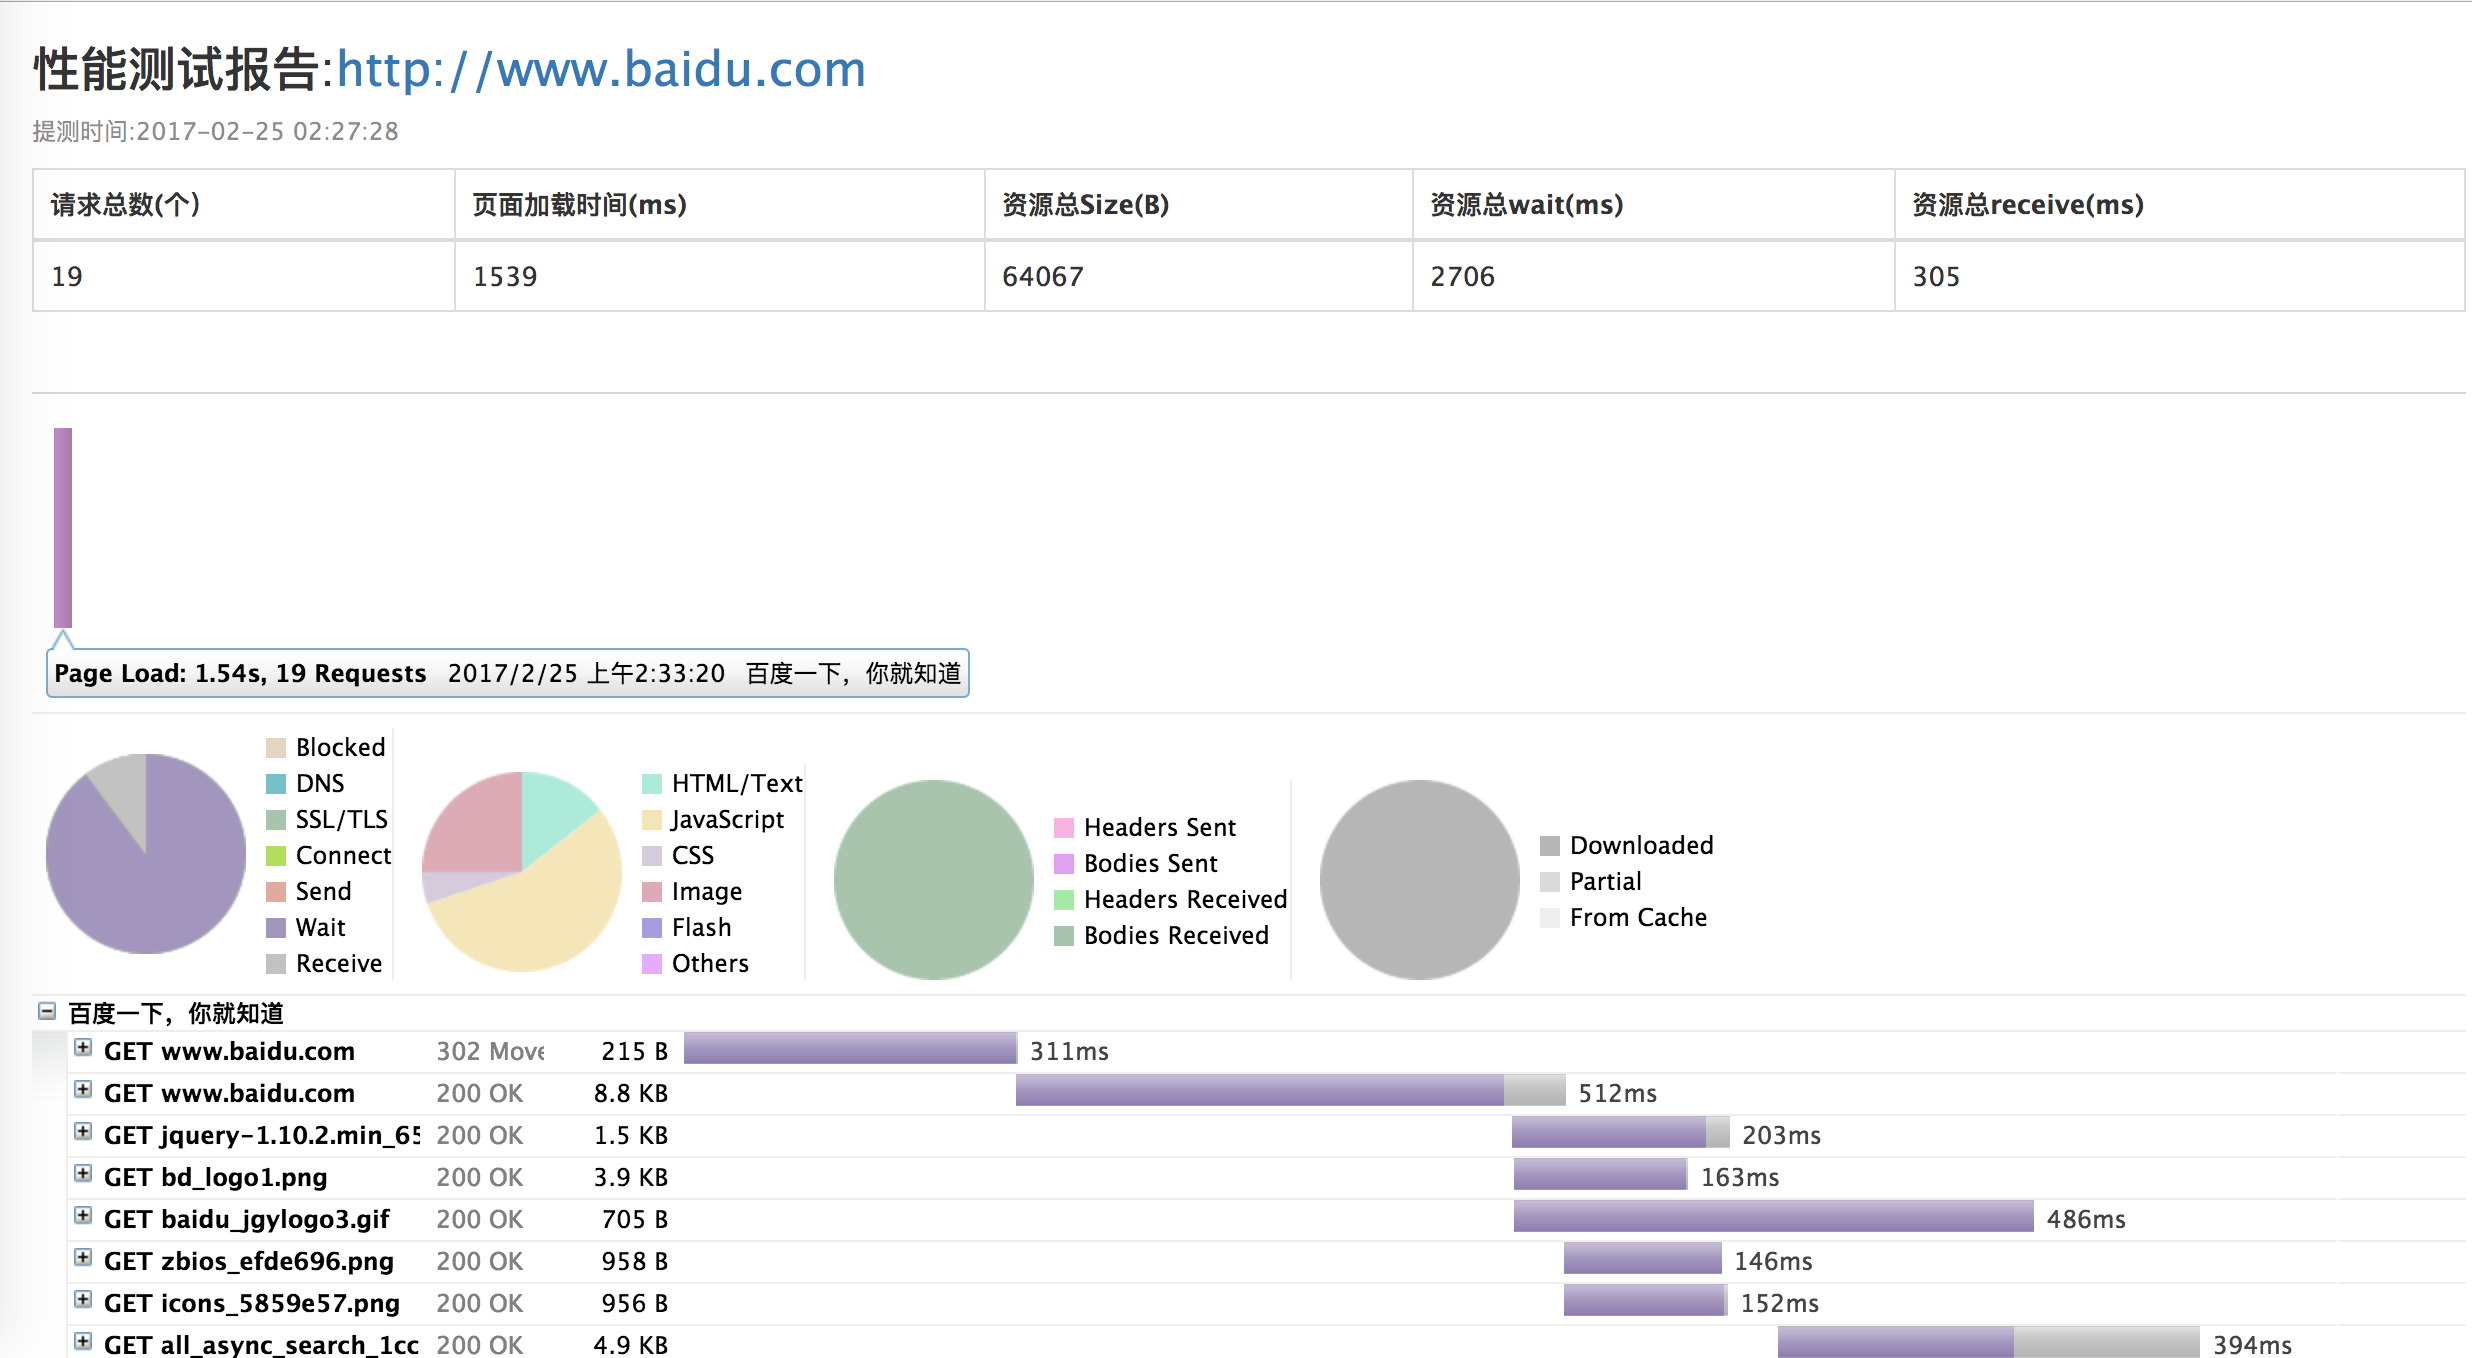 性能测试报告:http://www.baidu.com
提测时间:2017-02-25 02:27:28
请求总数(个) 页面加载时间(ms) 资源总Size(B) 资源总wait(ms) 资源总receive(ms)
19 1539 64067 2706 305
Page Load: 1.54s, 19 Requests 2017/2/25 上午2:33:20 百度一下，你就知道
Blocked
DNS
SSL/TLS
Connect
Send
Wait
Receive
HTML/Text
JavaScript
CSS
Image
Flash
Others
Headers Sent
Bodies Sent
Headers Received
Bodies Received
Downloaded
Partial
From Cache
百度一下，你就知道
GET www.baidu.com 302 Move 215 B 311ms
GET www.baidu.com 200 OK 8.8 KB 512ms
GET jquery-1.10.2.min_65 200 OK 1.5 KB 203ms
GET bd_logo1.png 200 OK 3.9 KB 163ms
GET baidu_jgylogo3.gif 200 OK 705 B 486ms
GET zbios_efde696.png 200 OK 958 B 146ms
GET icons_5859e57.png 200 OK 956 B 152ms
GET all_async_search_1cc 200 OK 4.9 KB 394ms